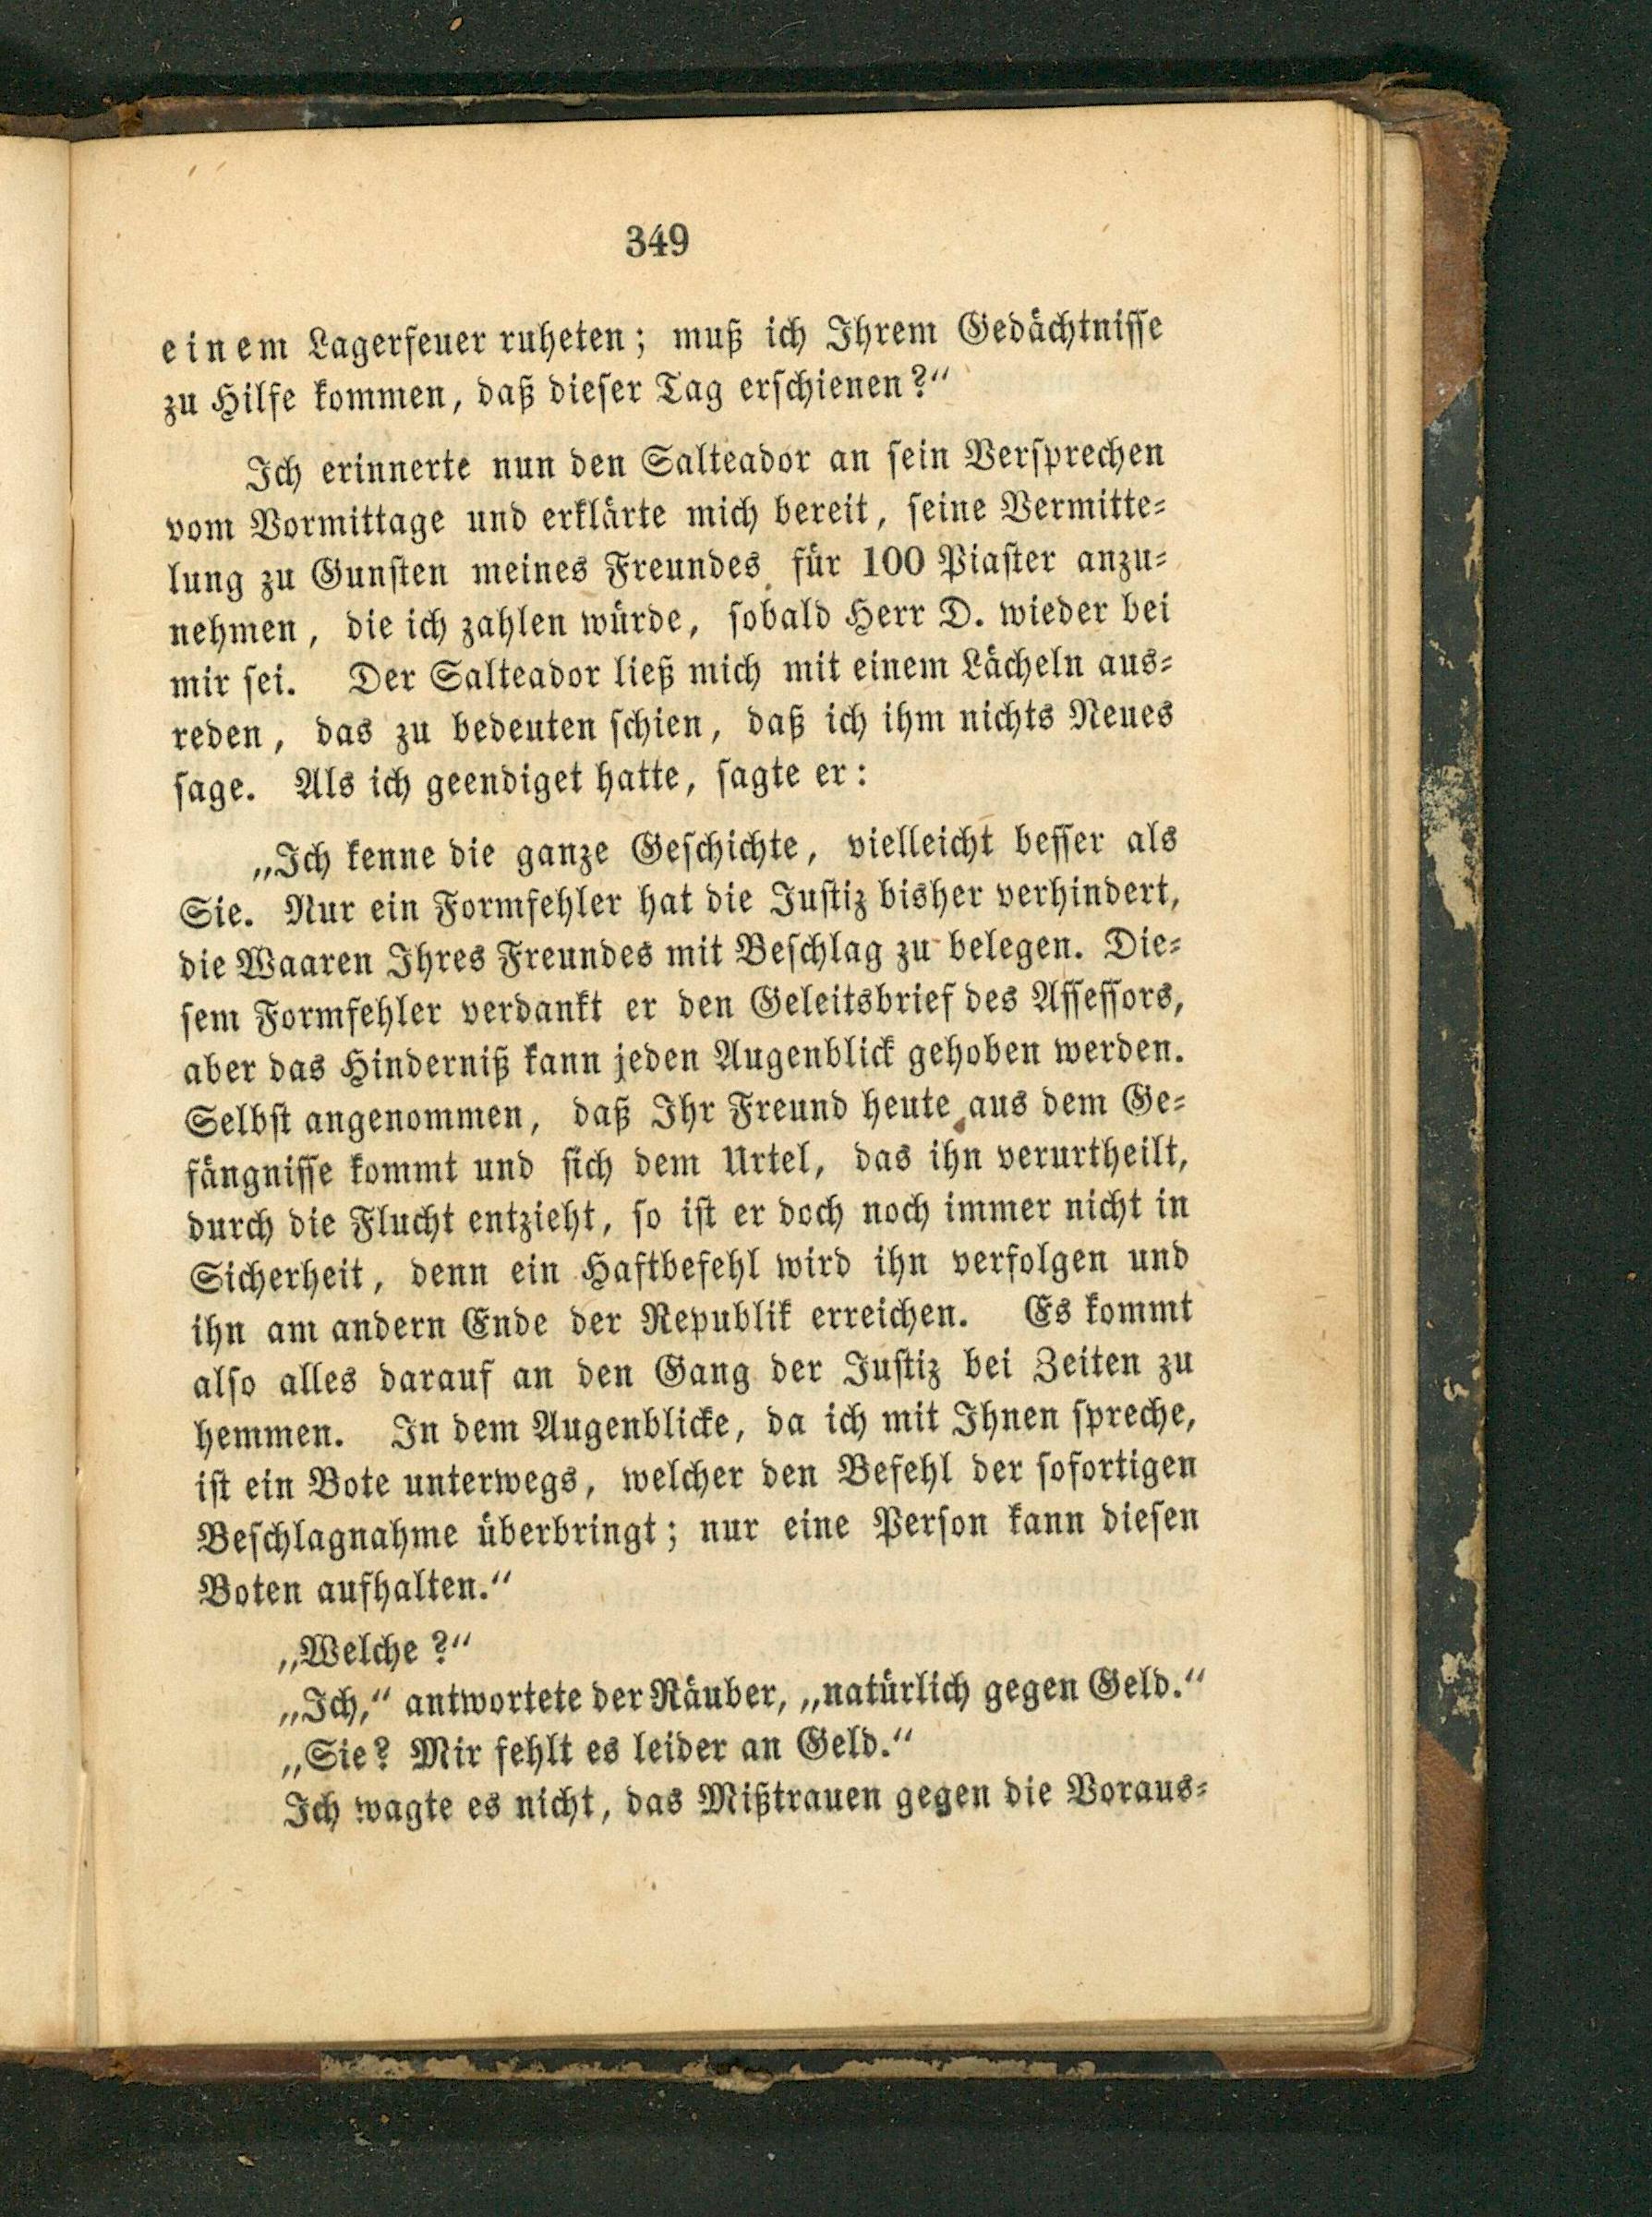 349
einem Lagerfeuer ruheten; muß ich Ihrem Gedächtnisse
zu Hilfe kommen, daß dieser Tag erschienen?“
Ich erinnerte nun den Salteador an sein Versprechen
vom Vormittage und erklärte mich bereit, seine Vermitte-
lung zu Gunsten meines Freundes für 100 Piaster anzu-
nehmen, die ich zahlen würde, sobald Herr D. wieder bei
mir sei. Der Salteador ließ mich mit einem Lächeln aus-
reden, das zu bedeuten schien, daß ich ihm nichts Neues
sage. Als ich geendiget hatte, sagte er:
„Ich kenne die ganze Geschichte, vielleicht besser als
Sie. Nur ein Formfehler hat die Justiz bisher verhindert,
die Waaren Ihres Freundes mit Beschlag zu belegen. Die-
sem Formfehler verdankt er den Geleitsbrief des Assessors,
aber das Hinderniß kann jeden Augenblick gehoben werden.
Selbst angenommen, daß Ihr Freund heute aus dem Ge-
fängnisse kommt und sich dem Urtel, das ihn verurtheilt,
durch die Flucht entzieht, so ist er doch noch immer nicht in
Sicherheit, denn ein Haftbefehl wird ihn verfolgen und
ihn am andern Ende der Republik erreichen. Es kommt
also alles darauf an den Gang der Justiz bei Zeiten zu
hemmen. In dem Augenblicke, da ich mit Ihnen spreche,
ist ein Bote unterwegs, welcher den Befehl der sofortigen
Beschlagnahme überbringt; nur eine Person kann diesen
Boten aufhalten.“
„Welche?“
„Ich,“ antwortete der Räuber, „natürlich gegen Geld.“
„Sie? Mir fehlt es leider an Geld.“
Ich wagte es nicht, das Mißtrauen gegen die Voraus-